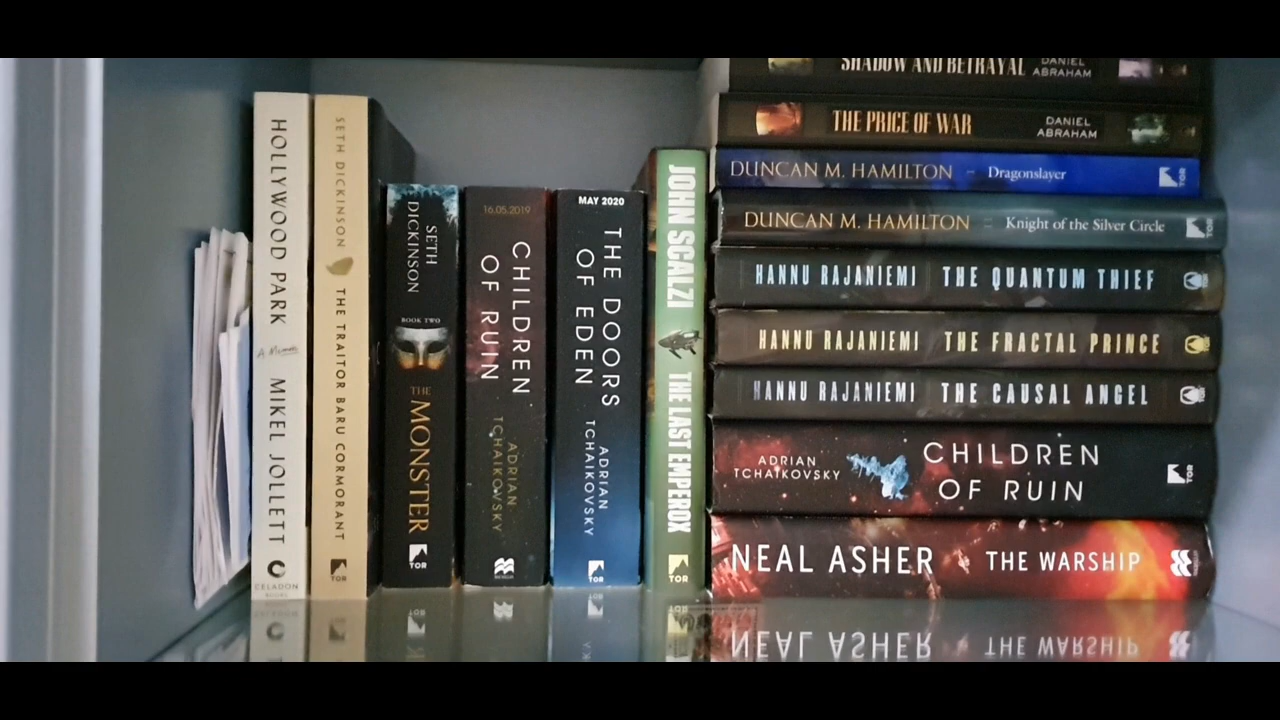 HOLLYWOOD PARK
A Memoir
MIKEL JOLLETT
CELADON
BOOKS
SETH DICKINSON
THE TRAITOR BARU CORMORANT
TOR
SETH
DICKINSON
BOOK TWO
THE
MONSTER
TOR
16.05.2019
CHILDREN
OF RUIN
ADRIAN
TCHAIKOVSKY
MAY 2020
THE DOORS
OF EDEN
ADRIAN
TCHAIKOVSKY
TOR
JOHN SCALZI
THE LAST EMPEROX
TOR
SHADOW AND BETRAYAL
DANIEL
ABRAHAM
THE PRICE OF WAR
DANIEL
ABRAHAM
DUNCAN M. HAMILTON – Dragonslayer
TOR
DUNCAN M. HAMILTON – Knight of the Silver Circle
TOR
HANNU RAJANIEMI THE QUANTUM THIEF
HANNU RAJANIEMI THE FRACTAL PRINCE
HANNU RAJANIEMI THE CAUSAL ANGEL
ADRIAN
TCHAIKOVSKY
CHILDREN
OF RUIN
TOR
NEAL ASHER THE WARSHIP